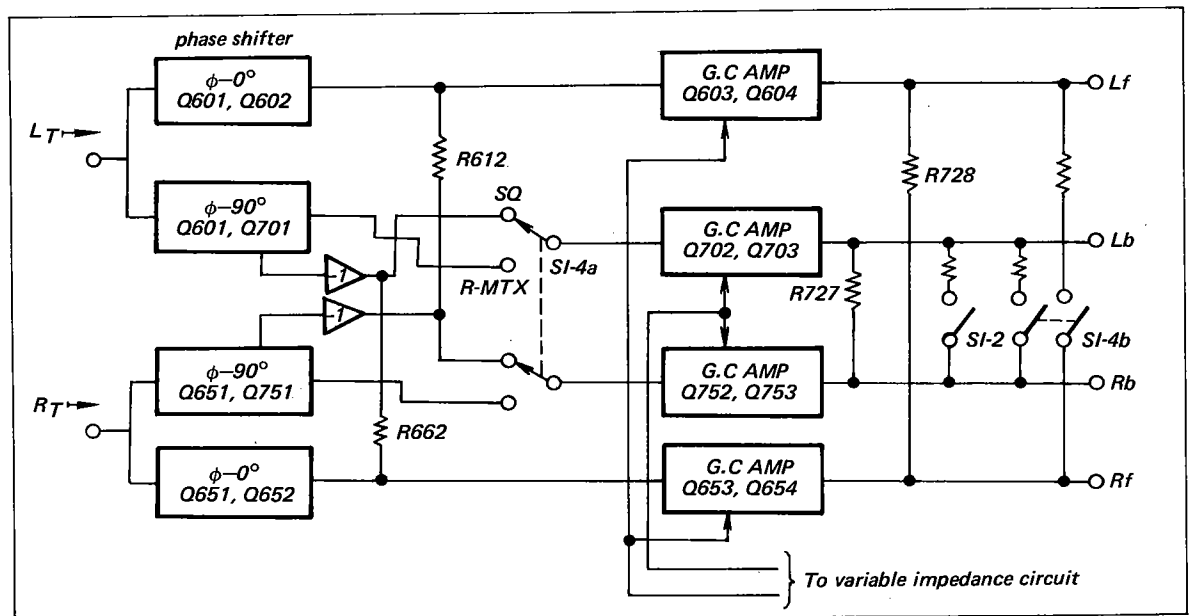 phase shifter
φ–0°
Q601, Q602
G.C AMP
Q603, Q604
Lf
LT
R612
R728
φ–90°
Q601, Q701
SQ
SI-4a
G.C AMP
Q702, Q703
Lb
-1
R-MTX
R727
-1
SI-2
SI-4b
φ–90°
Q651, Q751
G.C AMP
Q752, Q753
Rb
RT
R662
φ–0°
Q651, Q652
G.C AMP
Q653, Q654
Rf
To variable impedance circuit